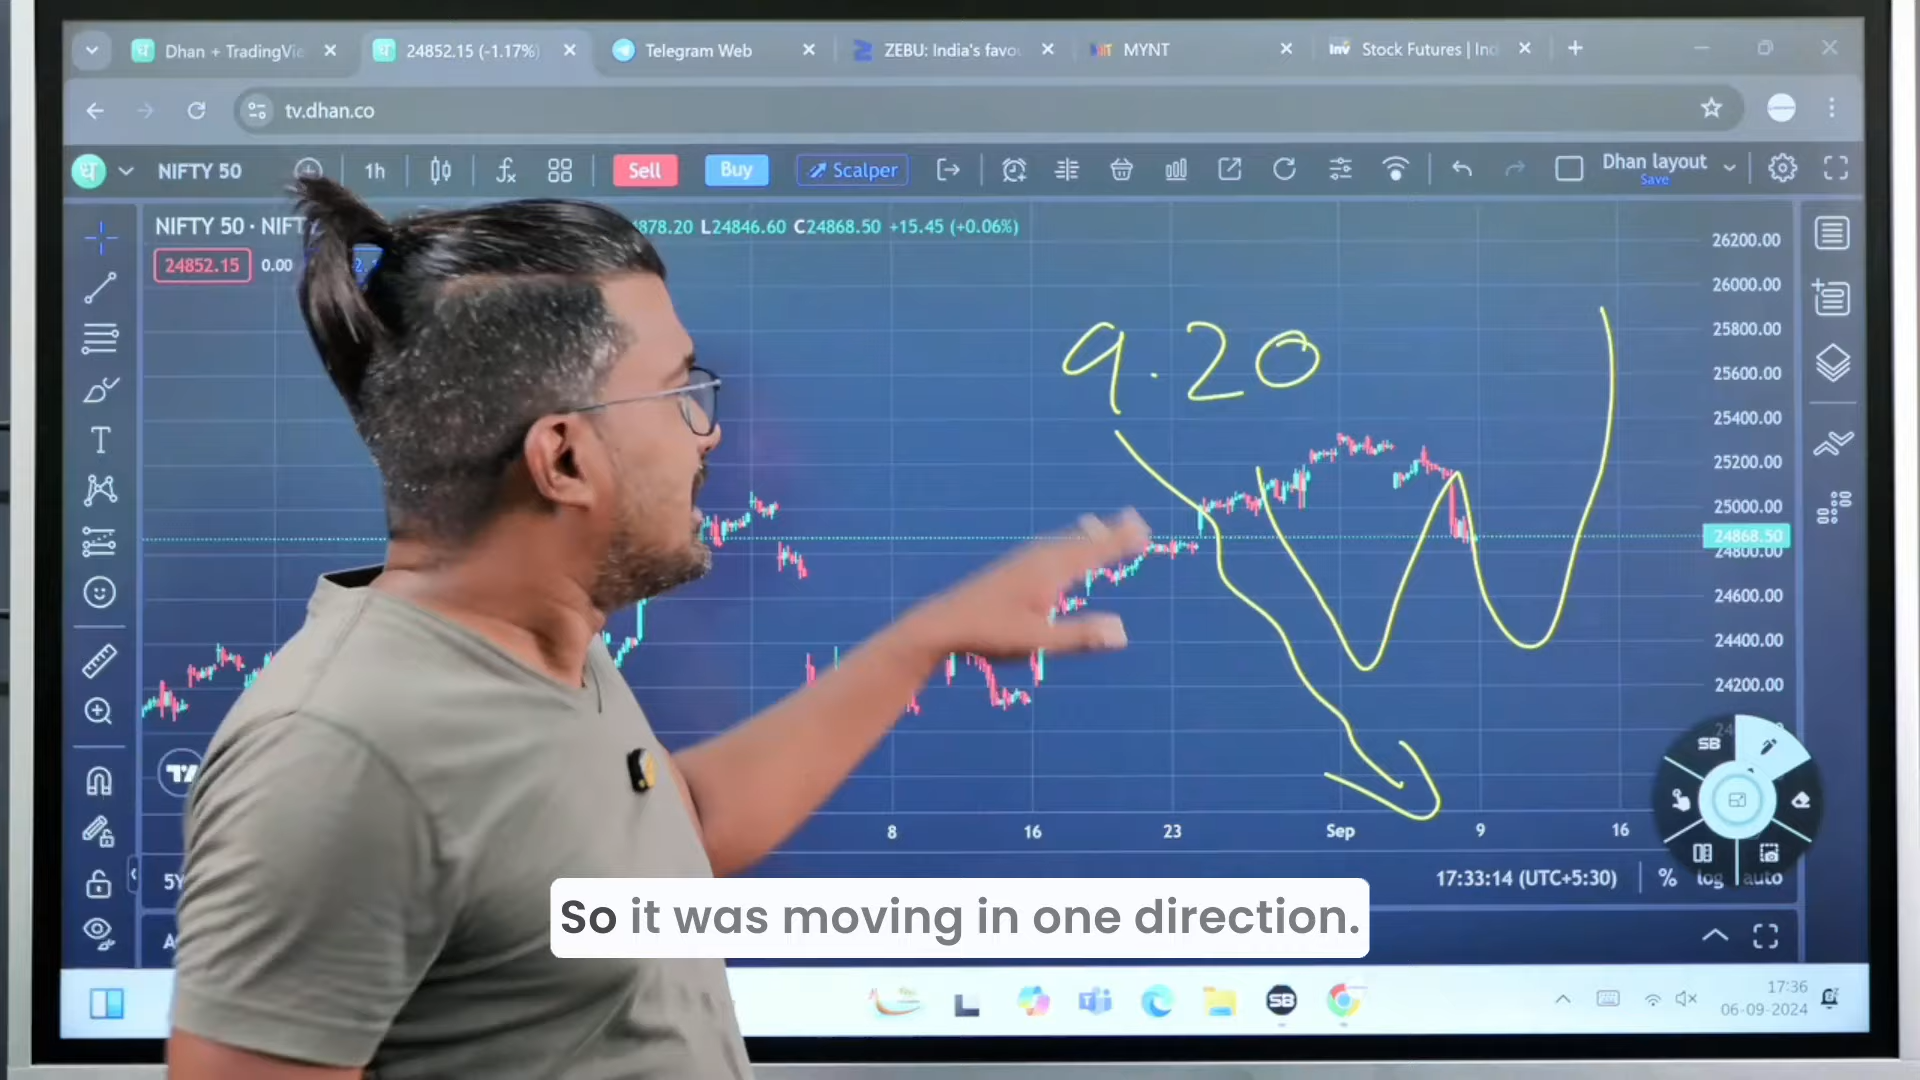 Dhan + TradingVie
24852.15 (-1.17%)
Telegram Web
ZEBU: India's favo
MYNT
Inv Stock Futures | Ind
tv.dhan.co
NIFTY 50
1h
Sell
Buy
Scalper
Dhan layout
Save
NIFTY 50 · NIFT
878.20 L24846.60 C24868.50 +15.45 (+0.06%)
24852.15 0.00
26200.00
26000.00
25800.00
25600.00
25400.00
25200.00
25000.00
24868.50
24800.00
24600.00
24400.00
24200.00
9.20
SB
8
16
23
Sep
9
16
5Y
17:33:14 (UTC+5:30)
%
log
auto
So it was moving in one direction.
SB
17:36
06-09-2024